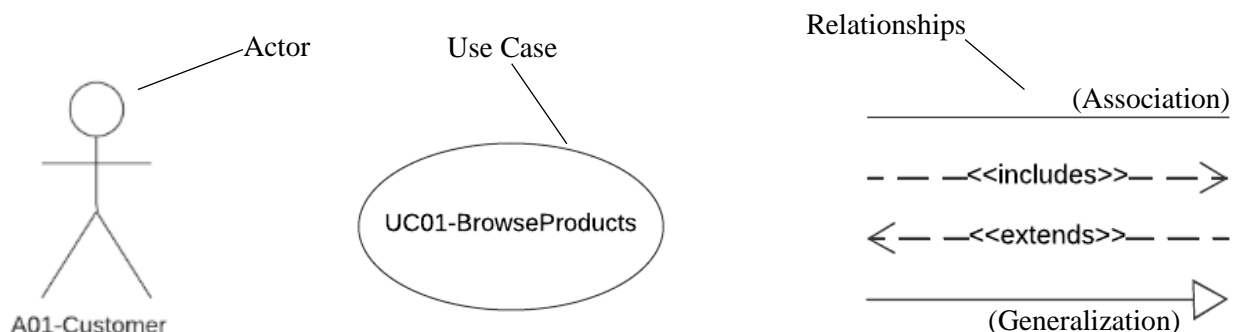 Actor
Use Case
Relationships
(Association)
<<includes>>
UC01-BrowseProducts
<<extends>>
(Generalization)
A01-Customer